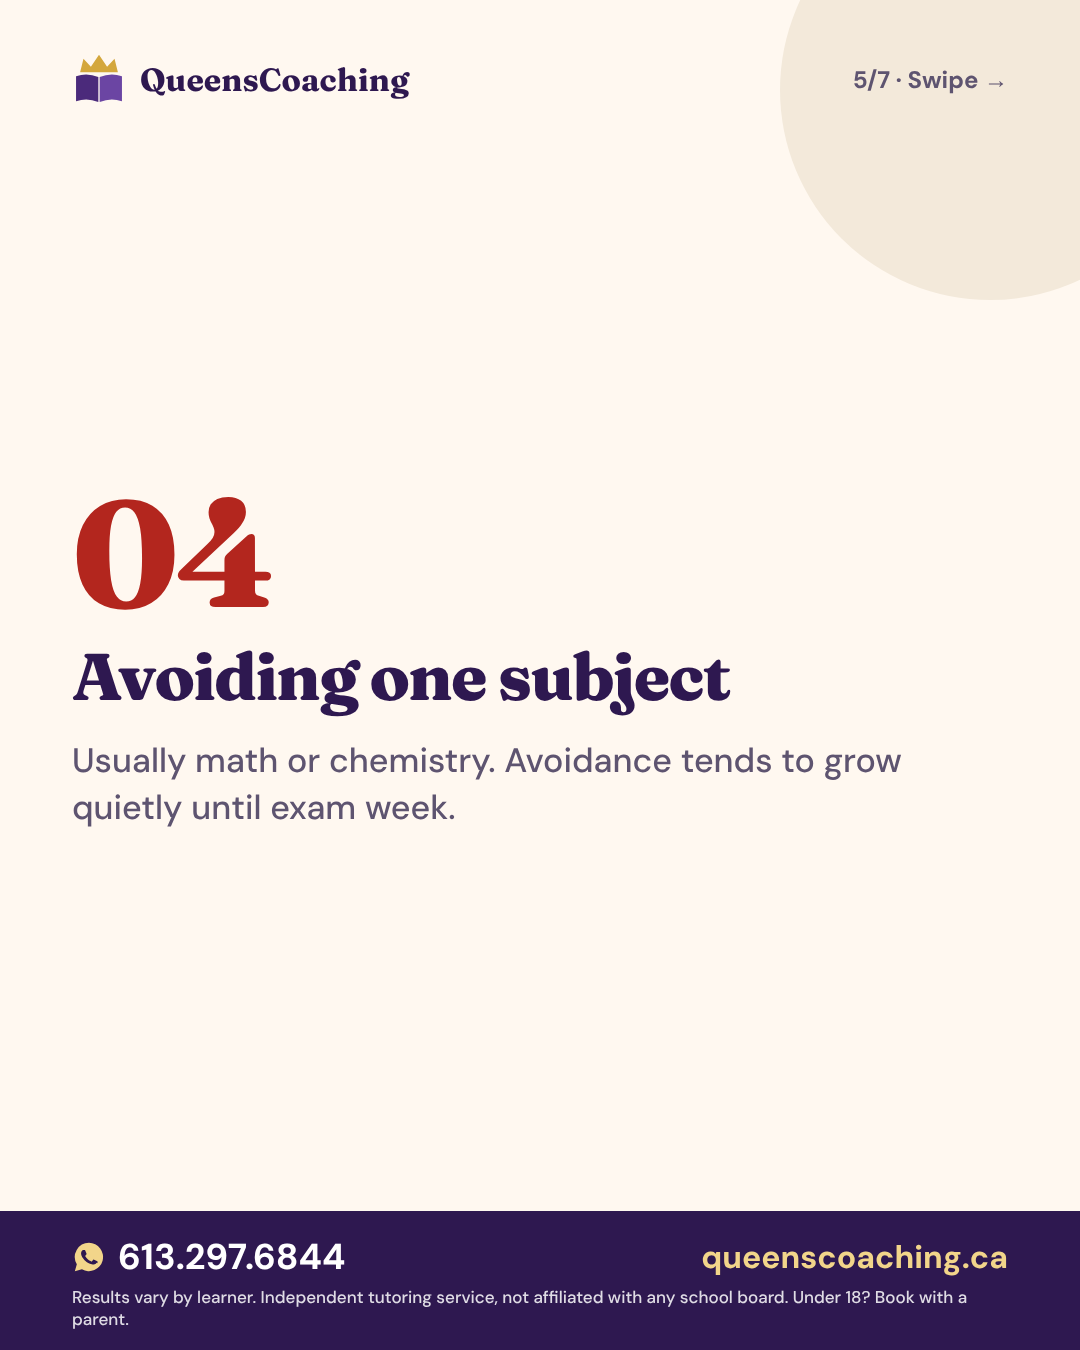 QueensCoaching
5/7 · Swipe →
04
Avoiding one subject
Usually math or chemistry. Avoidance tends to grow
quietly until exam week.
613.297.6844
queenscoaching.ca
Results vary by learner. Independent tutoring service, not affiliated with any school board. Under 18? Book with a
parent.